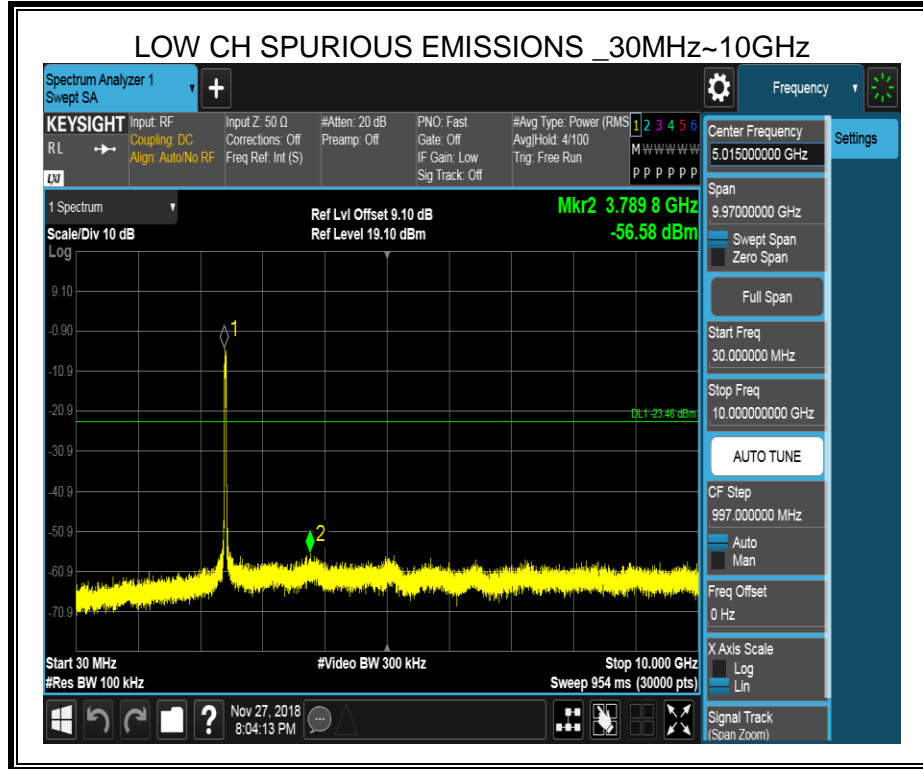 LOW CH SPURIOUS EMISSIONS _30MHz~10GHz
Spectrum Analyzer 1
Swept SA
+
Frequency
KEYSIGHT
RL
LXI
Input: RF
Coupling: DC
Align: Auto/No RF
Input Z: 50 Ω
Corrections: Off
Freq Ref: Int (S)
#Atten: 20 dB
Preamp: Off
PNO: Fast
Gate: Off
IF Gain: Low
Sig Track: Off
#Avg Type: Power (RMS
Avg|Hold: 4/100
Trig: Free Run
1 2 3 4 5 6
M W W W W W
P P P P P P
1 Spectrum
Scale/Div 10 dB
Log
Ref Lvl Offset 9.10 dB
Ref Level 19.10 dBm
Mkr2 3.789 8 GHz
-56.58 dBm
9.10
-0.90
-10.9
-20.9
-30.9
-40.9
-50.9
-60.9
-70.9
1
DL1 -23.46 dBm
2
Start 30 MHz
#Res BW 100 kHz
#Video BW 300 kHz
Stop 10.000 GHz
Sweep 954 ms (30000 pts)
Center Frequency
5.015000000 GHz
Settings
Span
9.97000000 GHz
Swept Span
Zero Span
Full Span
Start Freq
30.000000 MHz
Stop Freq
10.000000000 GHz
AUTO TUNE
CF Step
997.000000 MHz
Auto
Man
Freq Offset
0 Hz
X Axis Scale
Log
Lin
Signal Track
(Span Zoom)
?
Nov 27, 2018
8:04:13 PM